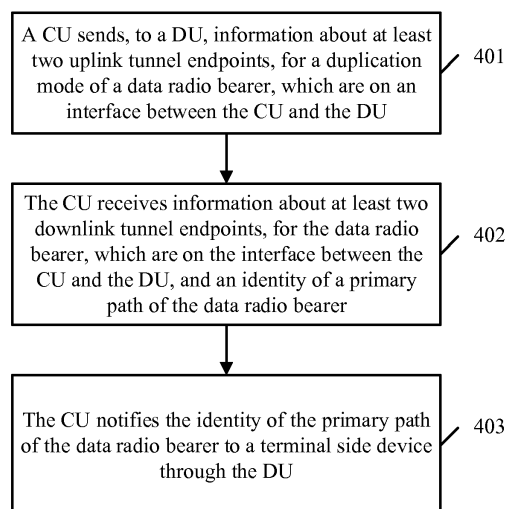 A CU sends, to a DU, information about at least
two uplink tunnel endpoints, for a duplication
mode of a data radio bearer, which are on an
interface between the CU and the DU
401
The CU receives information about at least two
downlink tunnel endpoints, for the data radio
bearer, which are on the interface between the
CU and the DU, and an identity of a primary
path of the data radio bearer
402
The CU notifies the identity of the primary path
of the data radio bearer to a terminal side device
through the DU
403